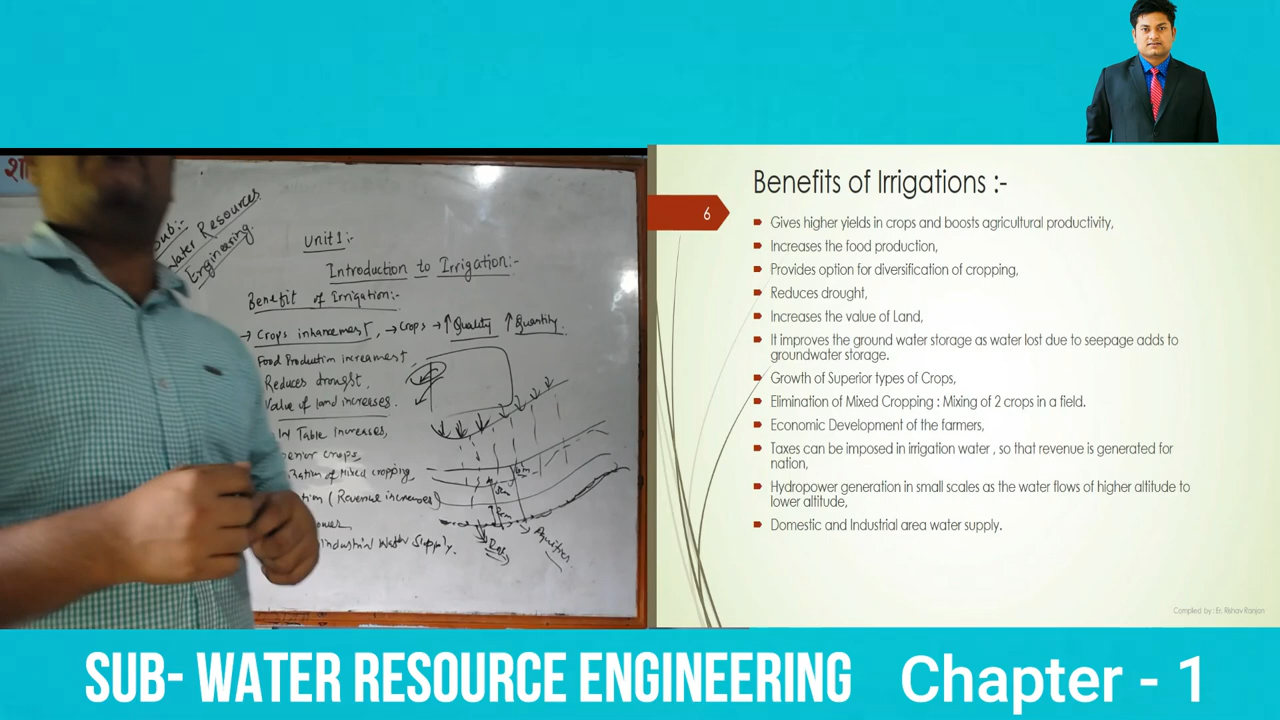 शा
Sub:-
Water Resources
Engineering.
Unit 1:-
Introduction to Irrigation:-
Benefit of Irrigation:-
→ Crops inhancement, → Crops → ↑ Quality ↑ Quantity.
Food Production increament
Reduces drought,
Value of land increases.
Table Increases,
crops
of Mixed cropping
(Revenue increases)
Water Supply.
Aquifer
6
Benefits of Irrigations :-
Gives higher yields in crops and boosts agricultural productivity,
Increases the food production,
Provides option for diversification of cropping,
Reduces drought,
Increases the value of Land,
It improves the ground water storage as water lost due to seepage adds to
groundwater storage.
Growth of Superior types of Crops,
Elimination of Mixed Cropping : Mixing of 2 crops in a field.
Economic Development of the farmers,
Taxes can be imposed in irrigation water , so that revenue is generated for
nation,
Hydropower generation in small scales as the water flows of higher altitude to
lower altitude,
Domestic and Industrial area water supply.
Complied by : Er. Rishav Ranjan
SUB- WATER RESOURCE ENGINEERING Chapter - 1